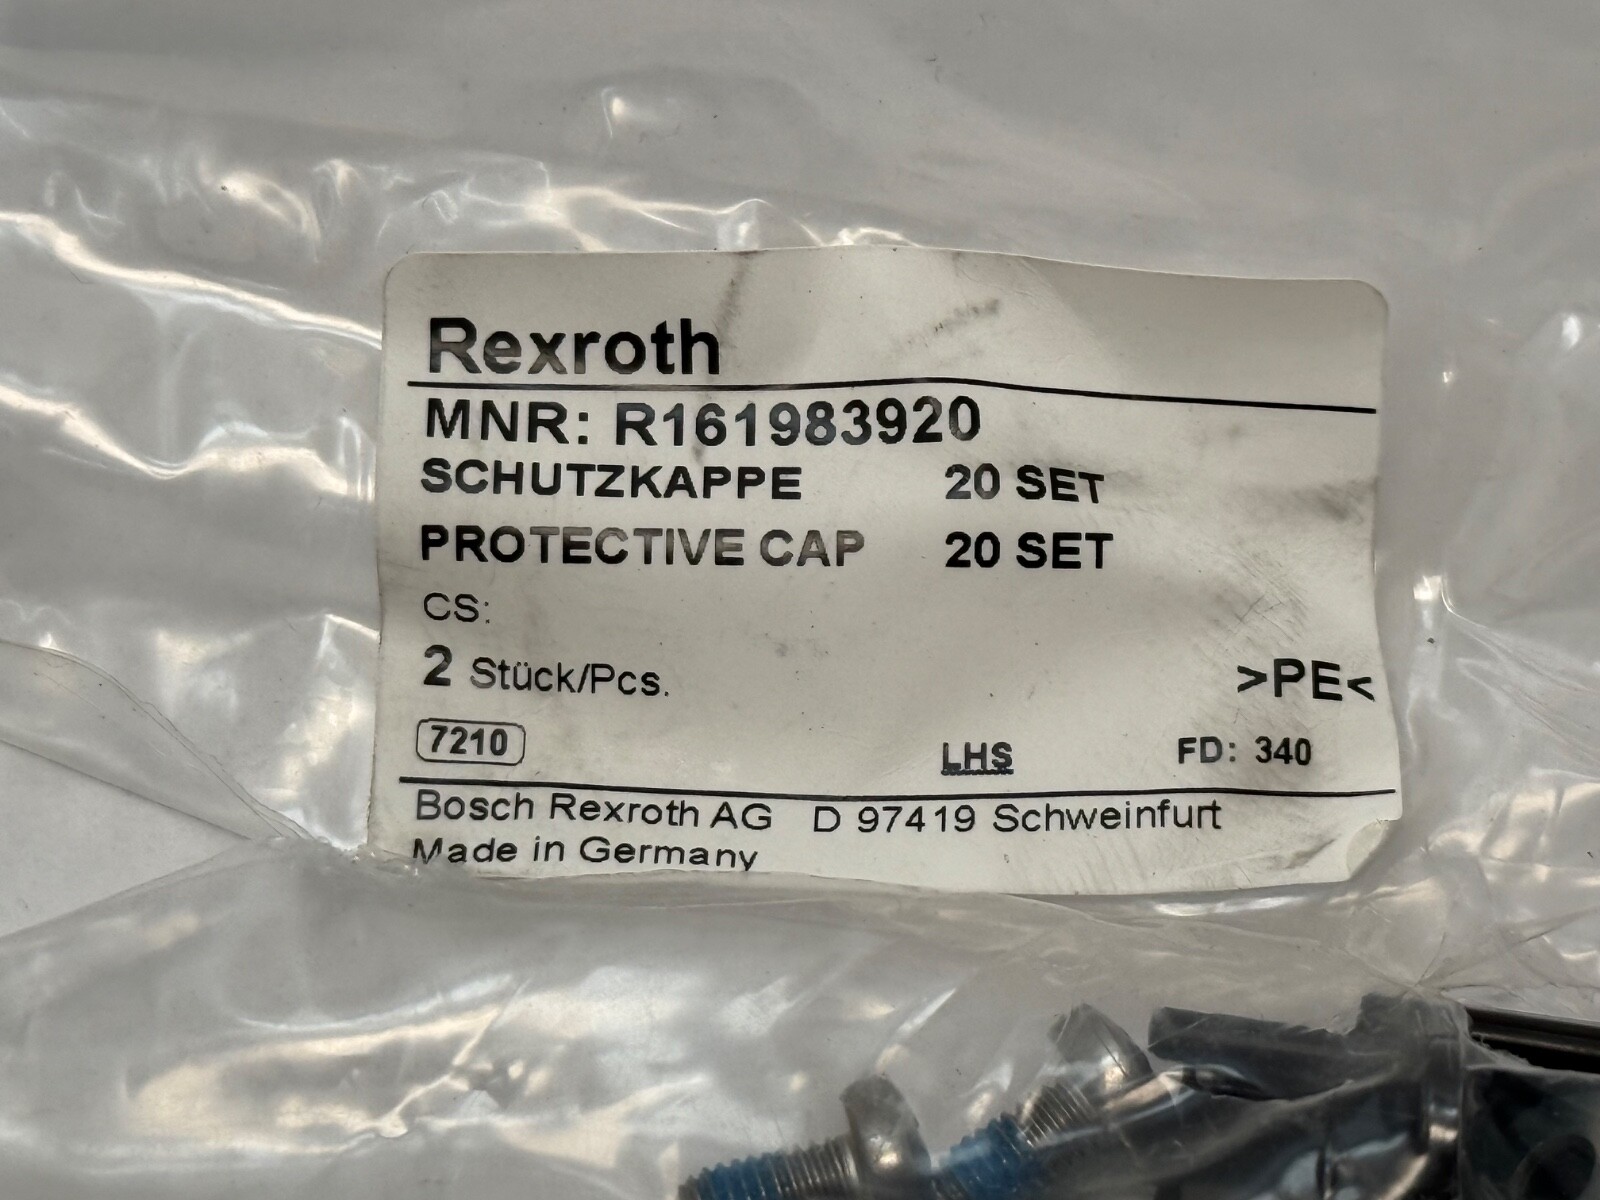 Rexroth
MNR: R161983920
SCHUTZKAPPE 20 SET
PROTECTIVE CAP 20 SET
CS:
2 Stück/Pcs. >PE<
7210 LHS FD: 340
Bosch Rexroth AG D 97419 Schweinfurt
Made in Germany